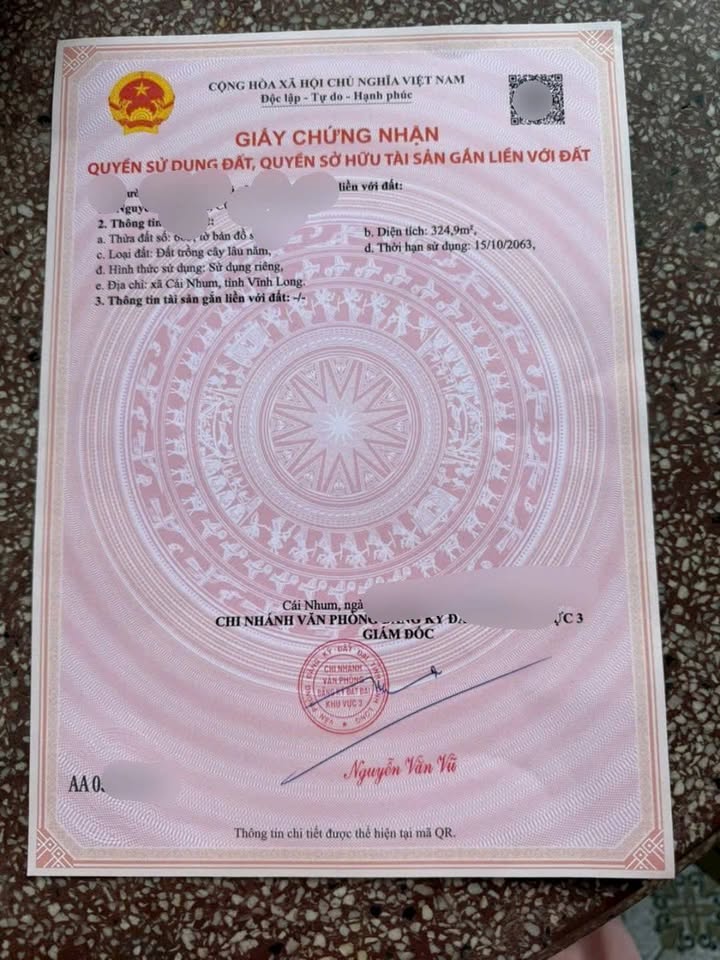 CỘNG HÒA XÃ HỘI CHỦ NGHĨA VIỆT NAM
Độc lập - Tự do - Hạnh phúc
GIẤY CHỨNG NHẬN
QUYỀN SỬ DỤNG ĐẤT, QUYỀN SỞ HỮU TÀI SẢN GẮN LIỀN VỚI ĐẤT
liền với đất:
2. Thông tin
a. Thửa đất số: tờ bản đồ s
b. Diện tích: 324,9m²,
c. Loại đất: Đất trồng cây lâu năm,
d. Thời hạn sử dụng: 15/10/2063,
đ. Hình thức sử dụng: Sử dụng riêng,
e. Địa chỉ: xã Cái Nhum, tỉnh Vĩnh Long.
3. Thông tin tài sản gắn liền với đất: -/-
Cái Nhum, ngà
CHI NHÁNH VĂN PHÒNG ĐĂNG KÝ ĐẤ ỰC 3
GIÁM ĐỐC
CHI NHÁNH
VĂN PHÒNG
ĐĂNG KÝ ĐẤT ĐAI
KHU VỰC 3
Nguyễn Văn Vũ
AA 0
Thông tin chi tiết được thể hiện tại mã QR.